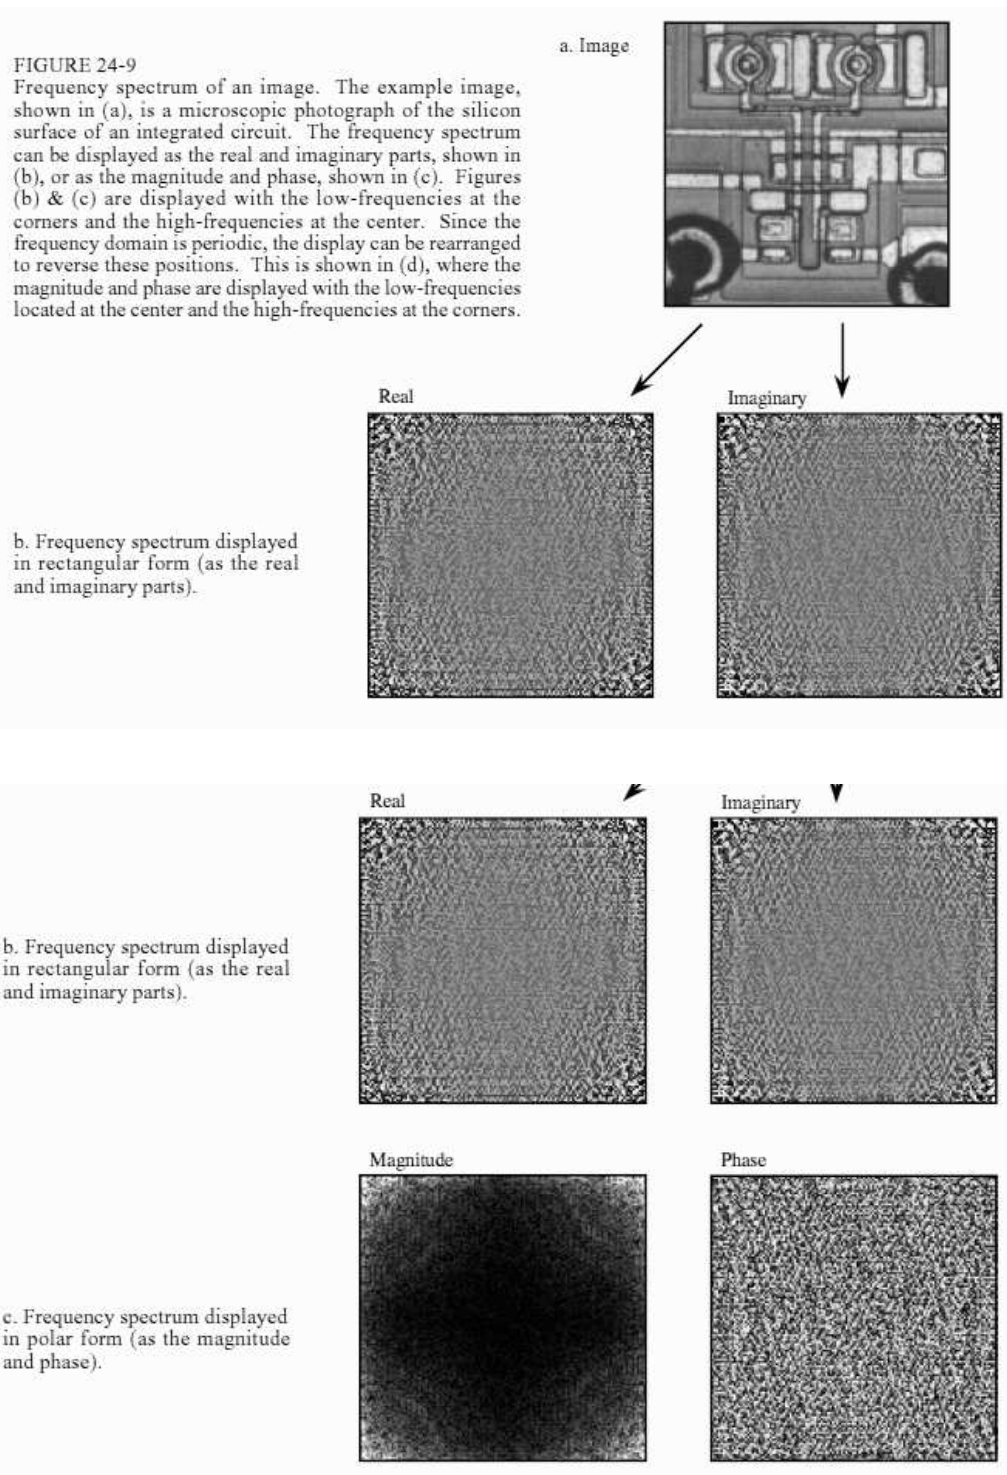 a. Image
FIGURE 24-9
Frequency spectrum of an image. The example image,
shown in (a), is a microscopic photograph of the silicon
surface of an integrated circuit. The frequency spectrum
can be displayed as the real and imaginary parts, shown in
(b), or as the magnitude and phase, shown in (c). Figures
(b) & (c) are displayed with the low-frequencies at the
corners and the high-frequencies at the center. Since the
frequency domain is periodic, the display can be rearranged
to reverse these positions. This is shown in (d), where the
magnitude and phase are displayed with the low-frequencies
located at the center and the high-frequencies at the corners.
Real
Imaginary
b. Frequency spectrum displayed
in rectangular form (as the real
and imaginary parts).
Real
Imaginary
b. Frequency spectrum displayed
in rectangular form (as the real
and imaginary parts).
Magnitude
Phase
c. Frequency spectrum displayed
in polar form (as the magnitude
and phase).